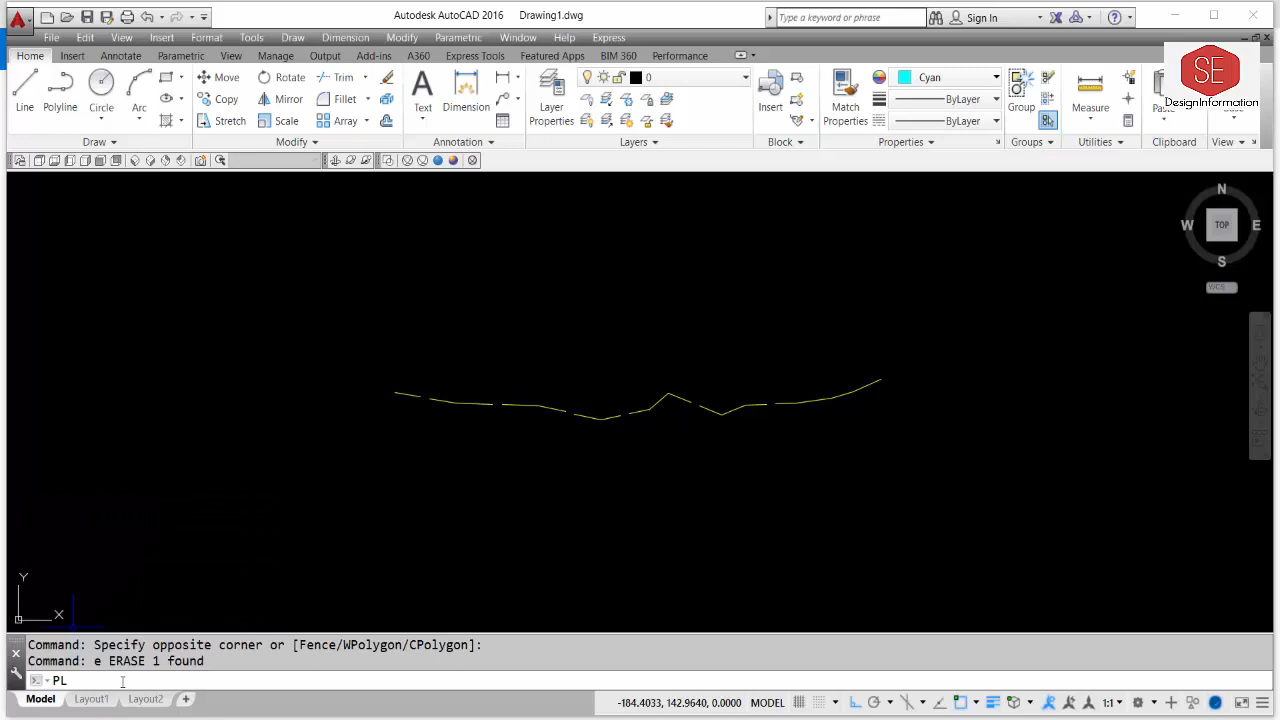 Autodesk AutoCAD 2016 Drawing1.dwg
Type a keyword or phrase
Sign In
File Edit View Insert Format Tools Draw Dimension Modify Parametric Window Help Express
Home Insert Annotate Parametric View Manage Output Add-ins A360 Express Tools Featured Apps BIM 360 Performance
SE
DesignInformation
Line Polyline Circle Arc
Move Rotate Trim
Copy Mirror Fillet
Stretch Scale Array
Text Dimension
Layer
Properties
0
Insert
Match
Properties
Cyan
ByLayer
ByLayer
Group
Measure
Paste
Draw Modify Annotation Layers Block Properties Groups Utilities Clipboard View
N
W TOP E
S
WCS
Y
X
Command: Specify opposite corner or [Fence/WPolygon/CPolygon]:
Command: e ERASE 1 found
PL
Model Layout1 Layout2 +
-184.4033, 142.9640, 0.0000 MODEL 1:1